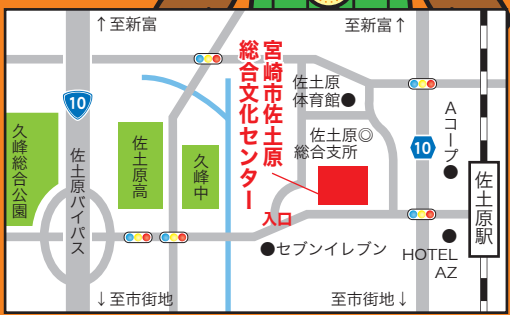 ↑至新富
至新富↑
10
宮崎市佐土原
総合文化センター
佐土原
体育館●
佐土原◎
総合支所
Aコープ
10
久峰総合公園
佐土原バイパス
佐土原高
久峰中
佐土原駅
入口
●セブンイレブン
HOTEL
AZ
↓至市街地
至市街地↓